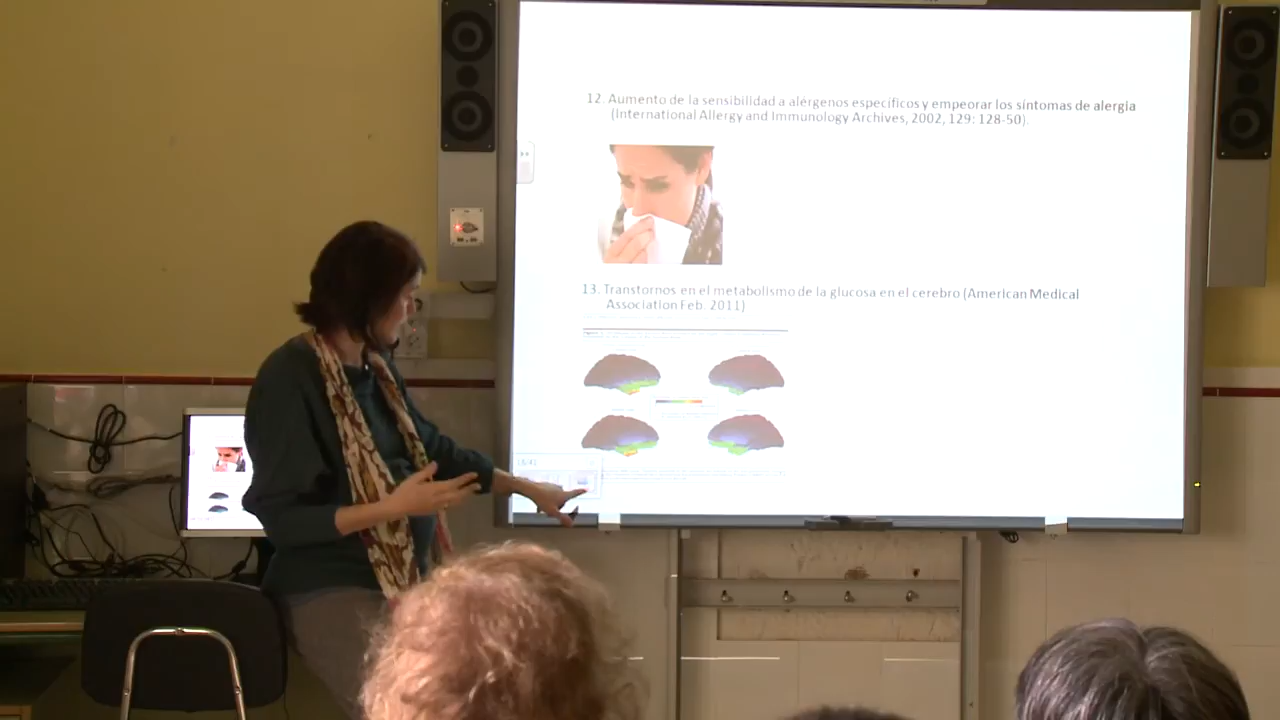 12. Aumento de la sensibilidad a alérgenos específicos y empeorar los síntomas de alergia
(International Allergy and Immunology Archives, 2002, 129: 128-50).
13. Transtornos en el metabolismo de la glucosa en el cerebro (American Medical
Association Feb. 2011)